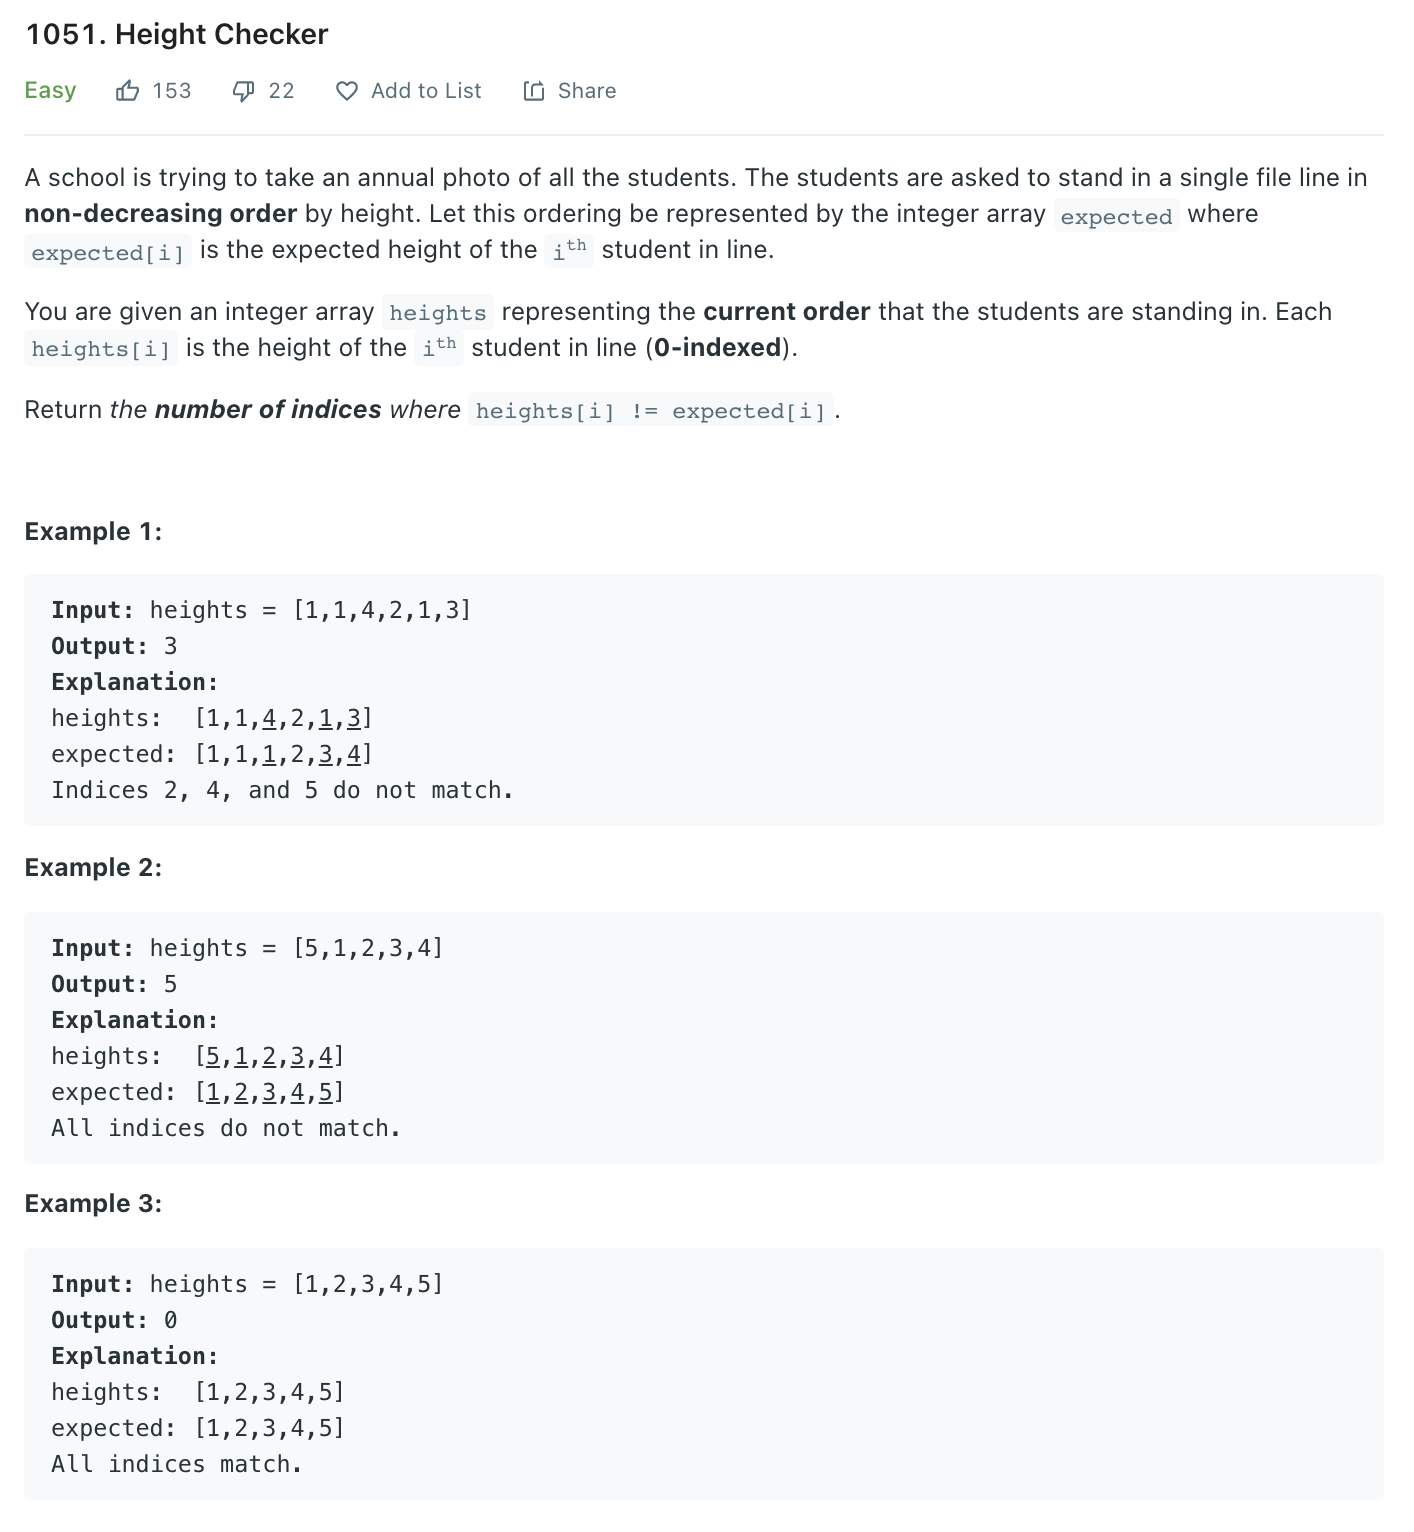 1051. Height Checker
Easy 153 22 Add to List Share
A school is trying to take an annual photo of all the students. The students are asked to stand in a single file line in
non-decreasing order by height. Let this ordering be represented by the integer array expected where
expected[i] is the expected height of the ith student in line.
You are given an integer array heights representing the current order that the students are standing in. Each
heights[i] is the height of the ith student in line (0-indexed).
Return the number of indices where heights[i] != expected[i].
Example 1:
Input: heights = [1,1,4,2,1,3]
Output: 3
Explanation:
heights:  [1,1,4,2,1,3]
expected: [1,1,1,2,3,4]
Indices 2, 4, and 5 do not match.
Example 2:
Input: heights = [5,1,2,3,4]
Output: 5
Explanation:
heights:  [5,1,2,3,4]
expected: [1,2,3,4,5]
All indices do not match.
Example 3:
Input: heights = [1,2,3,4,5]
Output: 0
Explanation:
heights:  [1,2,3,4,5]
expected: [1,2,3,4,5]
All indices match.